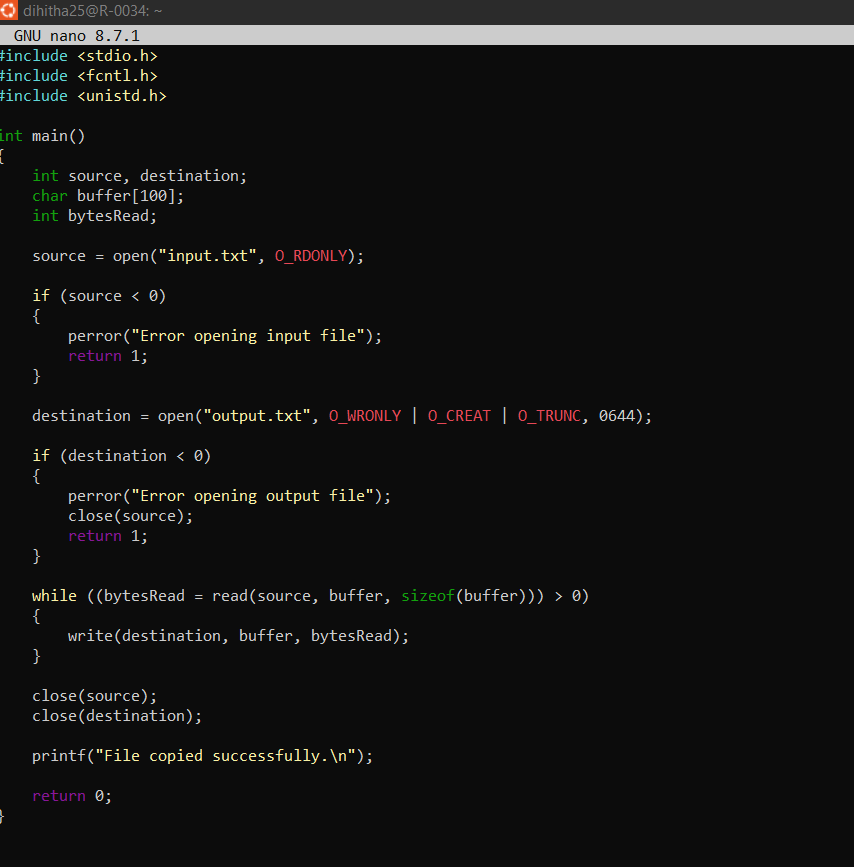 dihitha25@R-0034: ~
GNU nano 8.7.1
#include <stdio.h>
#include <fcntl.h>
#include <unistd.h>

int main()
{
    int source, destination;
    char buffer[100];
    int bytesRead;

    source = open("input.txt", O_RDONLY);

    if (source < 0)
    {
        perror("Error opening input file");
        return 1;
    }

    destination = open("output.txt", O_WRONLY | O_CREAT | O_TRUNC, 0644);

    if (destination < 0)
    {
        perror("Error opening output file");
        close(source);
        return 1;
    }

    while ((bytesRead = read(source, buffer, sizeof(buffer))) > 0)
    {
        write(destination, buffer, bytesRead);
    }

    close(source);
    close(destination);

    printf("File copied successfully.\n");

    return 0;
}